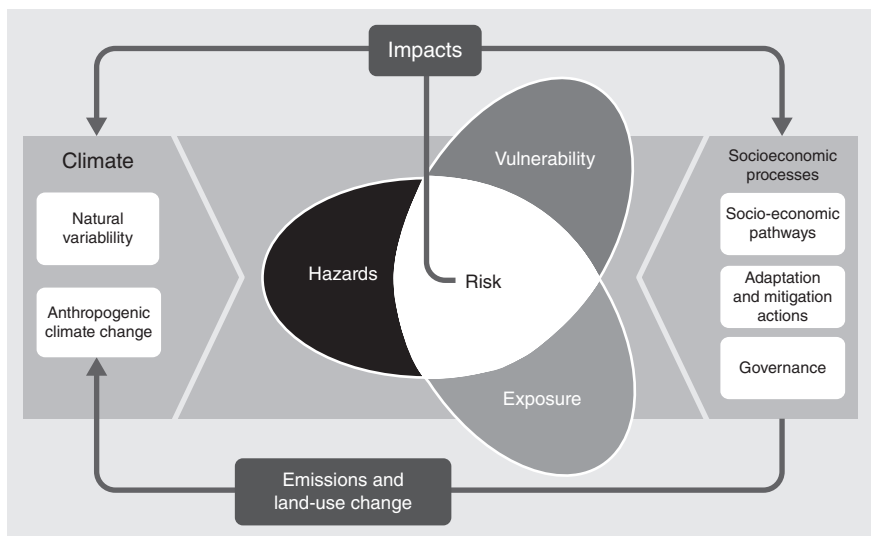 Impacts
Climate
Natural
variablility
Anthropogenic
climate change
Hazards
Vulnerability
Risk
Exposure
Socioeconomic
processes
Socio-economic
pathways
Adaptation
and mitigation
actions
Governance
Emissions and
land-use change